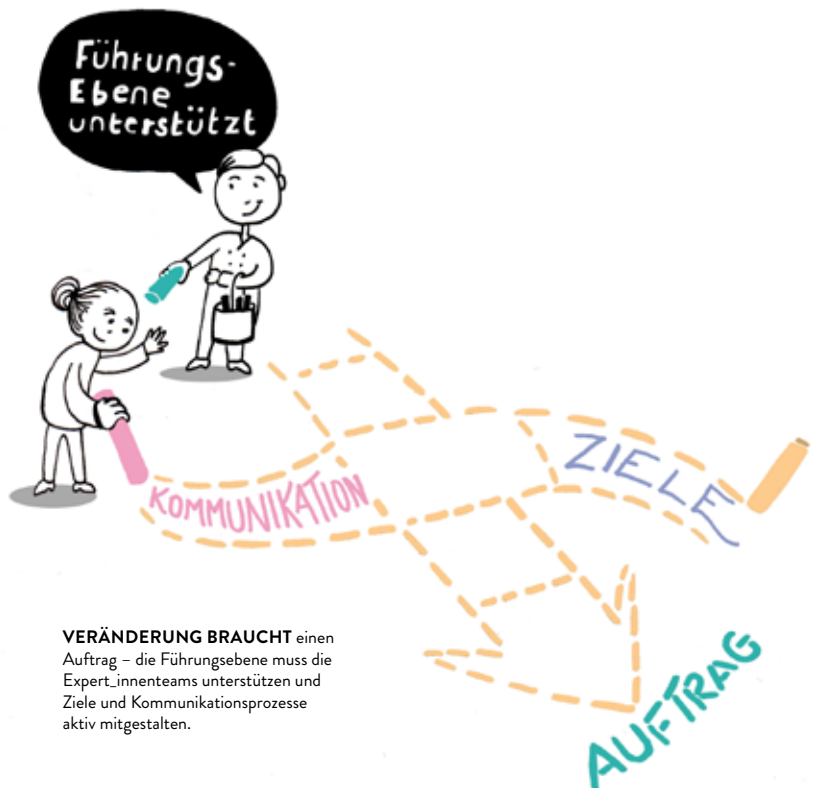 Führungs-
Ebene
unterstützt
ZIELE
KOMMUNIKATION
AUFTRAG
VERÄNDERUNG BRAUCHT einen
Auftrag – die Führungsebene muss die
Expert_innenteams unterstützen und
Ziele und Kommunikationsprozesse
aktiv mitgestalten.